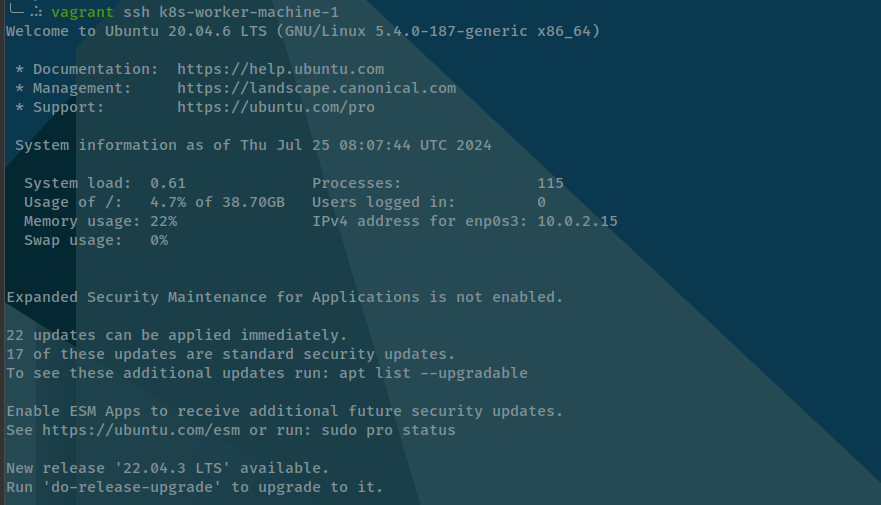 vagrant ssh k8s-worker-machine-1
Welcome to Ubuntu 20.04.6 LTS (GNU/Linux 5.4.0-187-generic x86_64)
* Documentation:  https://help.ubuntu.com
* Management:     https://landscape.canonical.com
* Support:        https://ubuntu.com/pro
System information as of Thu Jul 25 08:07:44 UTC 2024
System load:  0.61              Processes:               115
Usage of /:   4.7% of 38.70GB   Users logged in:         0
Memory usage: 22%               IPv4 address for enp0s3: 10.0.2.15
Swap usage:   0%
Expanded Security Maintenance for Applications is not enabled.
22 updates can be applied immediately.
17 of these updates are standard security updates.
To see these additional updates run: apt list --upgradable
Enable ESM Apps to receive additional future security updates.
See https://ubuntu.com/esm or run: sudo pro status
New release '22.04.3 LTS' available.
Run 'do-release-upgrade' to upgrade to it.